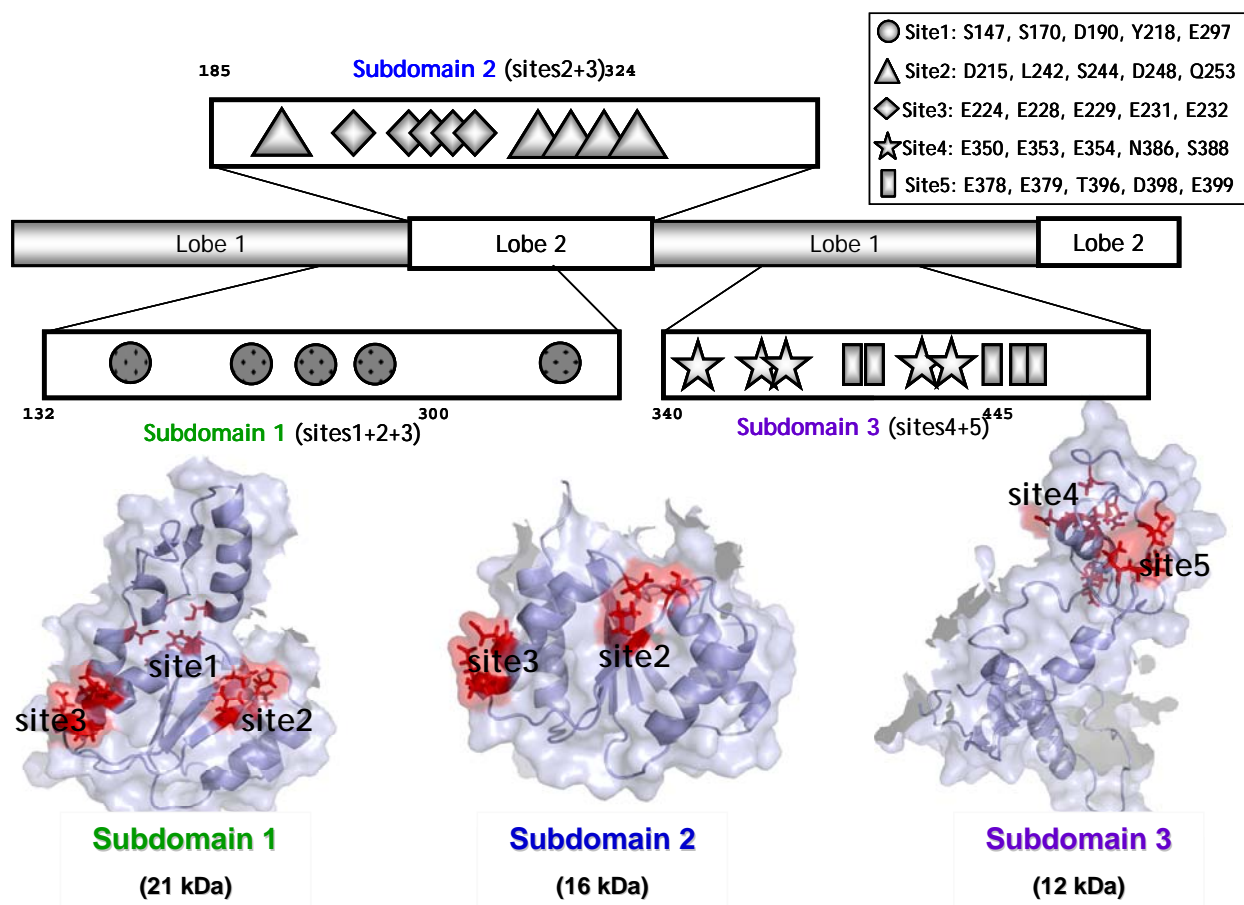 Site1: S147, S170, D190, Y218, E297
Site2: D215, L242, S244, D248, Q253
Site3: E224, E228, E229, E231, E232
Site4: E350, E353, E354, N386, S388
Site5: E378, E379, T396, D398, E399
185
Subdomain 2 (sites2+3)
324
Lobe 1
Lobe 2
Lobe 1
Lobe 2
132
300
Subdomain 1 (sites1+2+3)
340
445
Subdomain 3 (sites4+5)
site1
site3
site2
site3
site2
site4
site5
Subdomain 1
(21 kDa)
Subdomain 2
(16 kDa)
Subdomain 3
(12 kDa)